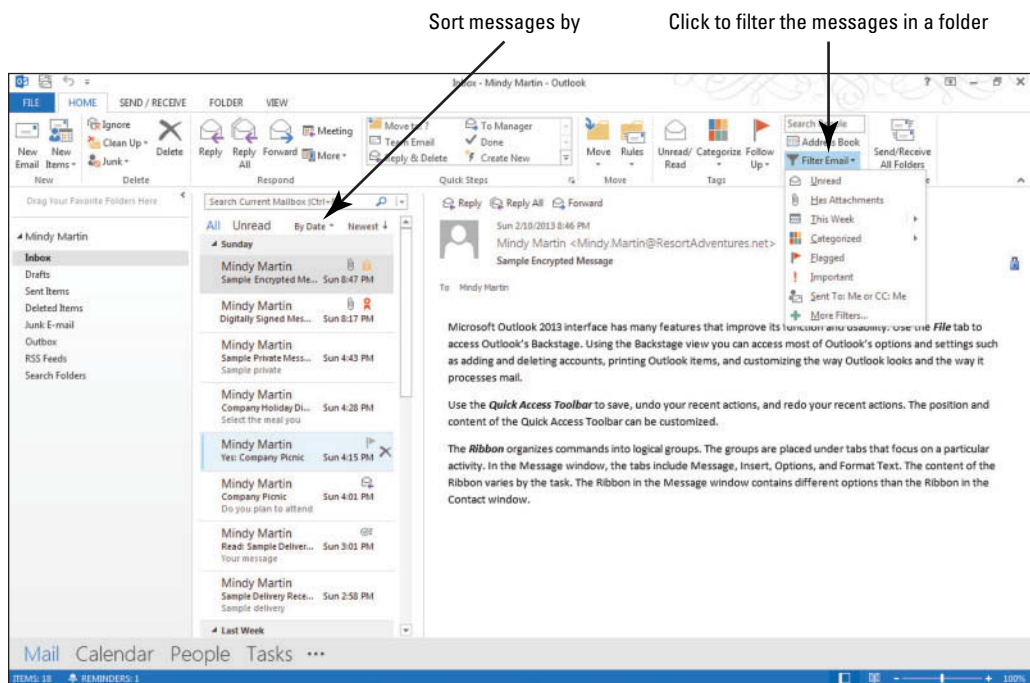 Sort messages by
Click to filter the messages in a folder
Inbox - Mindy Martin - Outlook
FILE HOME SEND / RECEIVE FOLDER VIEW
New Email
New Items
New
Ignore
Clean Up
Junk
Delete
Delete
Reply
Reply All
Forward
Meeting
More
Respond
Move to: ?
Team Email
Reply & Delete
To Manager
Done
Create New
Quick Steps
Move
Rules
Move
Unread/ Read
Categorize
Follow Up
Tags
Search People
Address Book
Filter Email
Send/Receive All Folders
Unread
Has Attachments
This Week
Categorized
Flagged
Important
Sent To: Me or CC: Me
More Filters...
Drag Your Favorite Folders Here
Mindy Martin
Inbox
Drafts
Sent Items
Deleted Items
Junk E-mail
Outbox
RSS Feeds
Search Folders
Search Current Mailbox (Ctrl+
All Unread By Date Newest
Sunday
Mindy Martin
Sample Encrypted Me... Sun 8:47 PM
Mindy Martin
Digitally Signed Mes... Sun 8:17 PM
Mindy Martin
Sample Private Mess... Sun 4:43 PM
Sample private
Mindy Martin
Company Holiday Di... Sun 4:28 PM
Select the meal you
Mindy Martin
Yes: Company Picnic Sun 4:15 PM
Mindy Martin
Company Picnic Sun 4:01 PM
Do you plan to attend
Mindy Martin
Read: Sample Deliver... Sun 3:01 PM
Your message
Mindy Martin
Sample Delivery Rece... Sun 2:58 PM
Sample delivery
Last Week
Reply Reply All Forward
Sun 2/10/2013 8:46 PM
Mindy Martin <Mindy.Martin@ResortAdventures.net>
Sample Encrypted Message
To Mindy Martin
Microsoft Outlook 2013 interface has many features that improve its function and usability. Use the File tab to
access Outlook's Backstage. Using the Backstage view you can access most of Outlook's options and settings such
as adding and deleting accounts, printing Outlook items, and customizing the way Outlook looks and the way it
processes mail.
Use the Quick Access Toolbar to save, undo your recent actions, and redo your recent actions. The position and
content of the Quick Access Toolbar can be customized.
The Ribbon organizes commands into logical groups. The groups are placed under tabs that focus on a particular
activity. In the Message window, the tabs include Message, Insert, Options, and Format Text. The content of the
Ribbon varies by the task. The Ribbon in the Message window contains different options than the Ribbon in the
Contact window.
Mail Calendar People Tasks ...
ITEMS: 18 REMINDERS: 1
100%